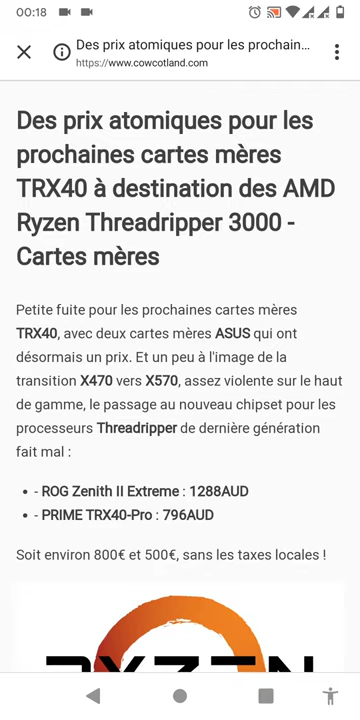 00:18
Des prix atomiques pour les prochain...
https://www.cowcotland.com
Des prix atomiques pour les
prochaines cartes mères
TRX40 à destination des AMD
Ryzen Threadripper 3000 -
Cartes mères
Petite fuite pour les prochaines cartes mères
TRX40, avec deux cartes mères ASUS qui ont
désormais un prix. Et un peu à l'image de la
transition X470 vers X570, assez violente sur le haut
de gamme, le passage au nouveau chipset pour les
processeurs Threadripper de dernière génération
fait mal :
• - ROG Zenith II Extreme : 1288AUD
• - PRIME TRX40-Pro : 796AUD
Soit environ 800€ et 500€, sans les taxes locales !
RYZEN